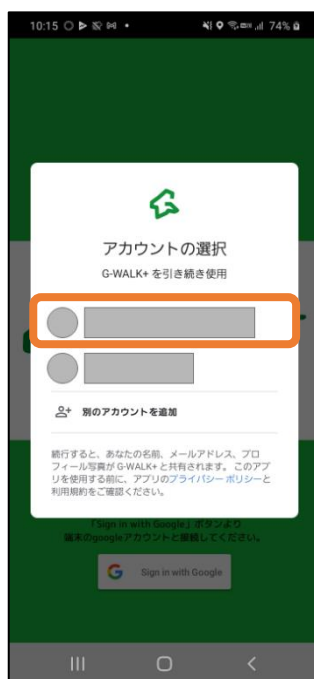 10:15 74%
アカウントの選択
G-WALK+ を引き続き使用
別のアカウントを追加
続行すると、あなたの名前、メールアドレス、プロ
フィール写真が G-WALK+ と共有されます。このアプ
リを使用する前に、アプリのプライバシー ポリシーと
利用規約をご確認ください。
「Sign in with Google」ボタンより
端末のgoogleアカウントと接続してください。
G Sign in with Google